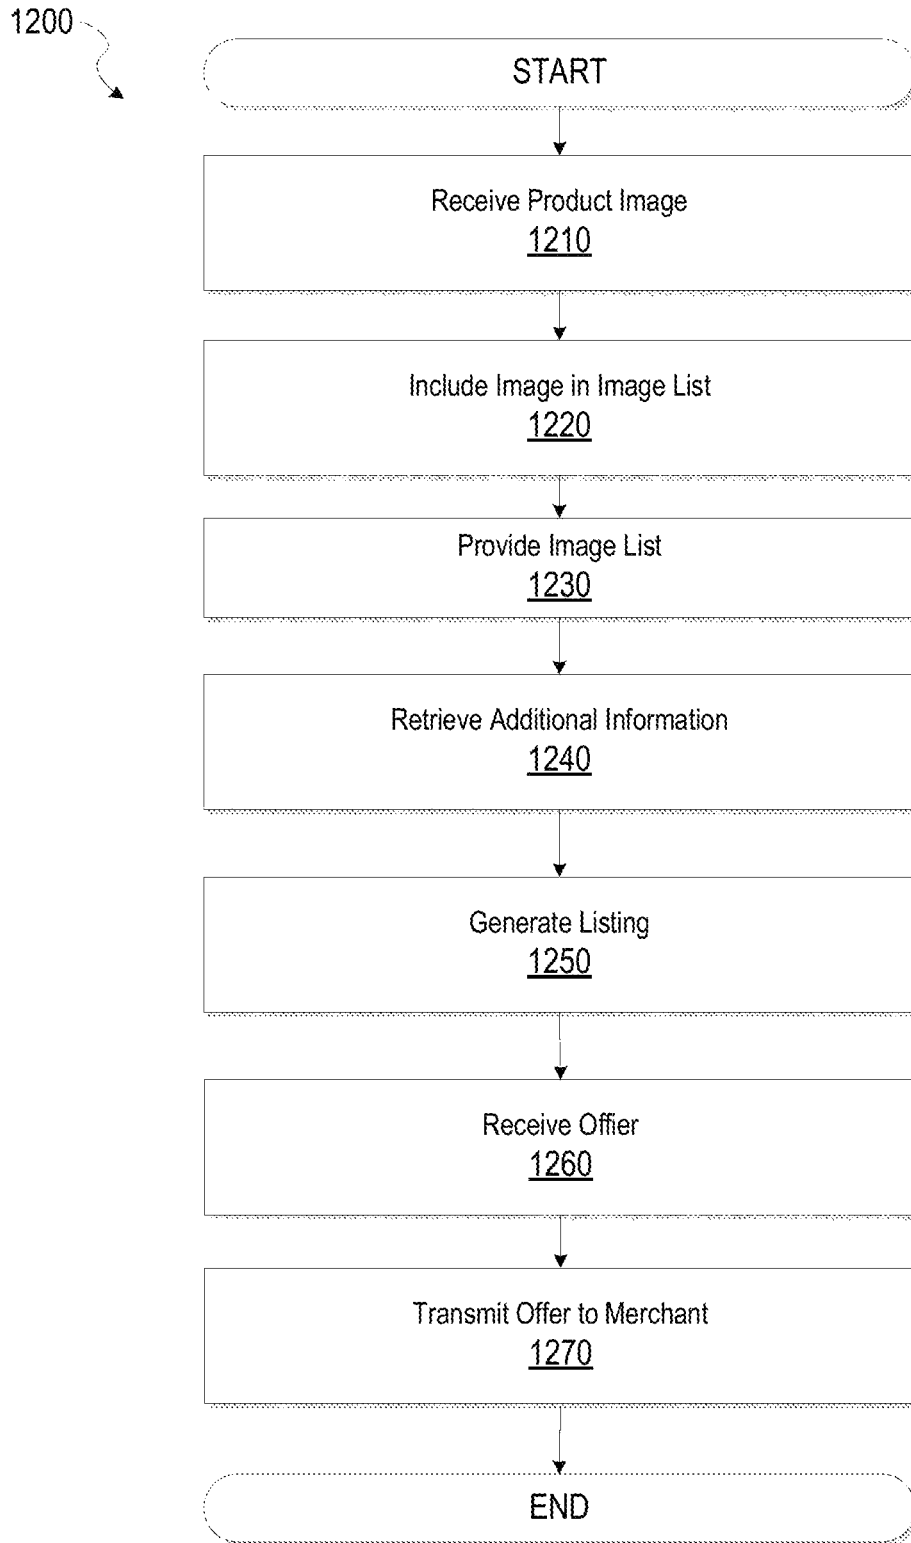 1200
START
Receive Product Image
1210
Include Image in Image List
1220
Provide Image List
1230
Retrieve Additional Information
1240
Generate Listing
1250
Receive Offier
1260
Transmit Offer to Merchant
1270
END